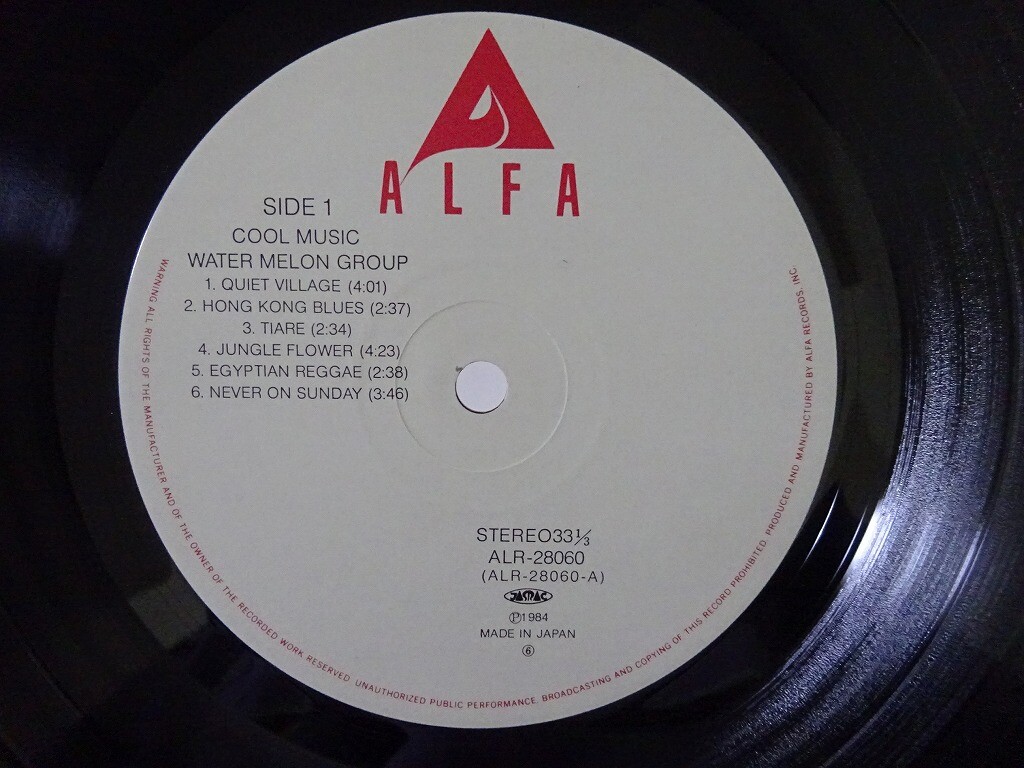 ALFA
SIDE 1
COOL MUSIC
WATER MELON GROUP
1. QUIET VILLAGE (4:01)
2. HONG KONG BLUES (2:37)
3. TIARE (2:34)
4. JUNGLE FLOWER (4:23)
5. EGYPTIAN REGGAE (2:38)
6. NEVER ON SUNDAY (3:46)
STEREO 33⅓
ALR-28060
(ALR-28060-A)
JASRAC
Ⓟ1984
MADE IN JAPAN
⑥
WARNING ALL RIGHTS OF THE MANUFACTURER AND OF THE OWNER OF THE RECORDED WORK RESERVED. UNAUTHORIZED PUBLIC PERFORMANCE. BROADCASTING AND COPYING OF THIS RECORD PROHIBITED. PRODUCED AND MANUFACTURED BY ALFA RECORDS, INC.